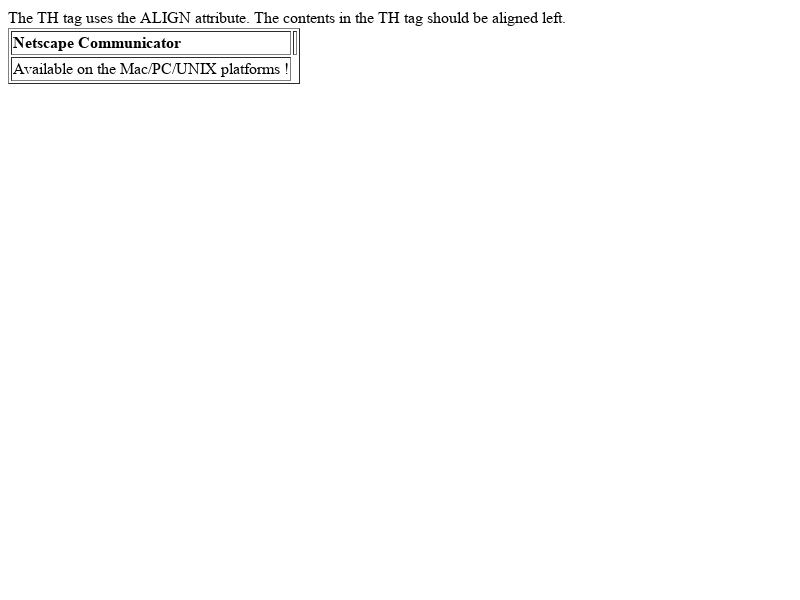 The TH tag uses the ALIGN attribute. The contents in the TH tag should be aligned left.
Netscape Communicator
Available on the Mac/PC/UNIX platforms !